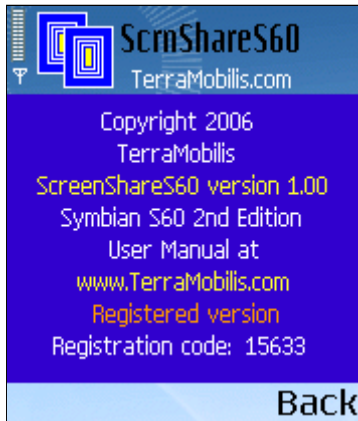 ScrnShareS60
TerraMobilis.com
Copyright 2006
TerraMobilis
ScreenShareS60 version 1.00
Symbian S60 2nd Edition
User Manual at
www.TerraMobilis.com
Registered version
Registration code: 15633
Back